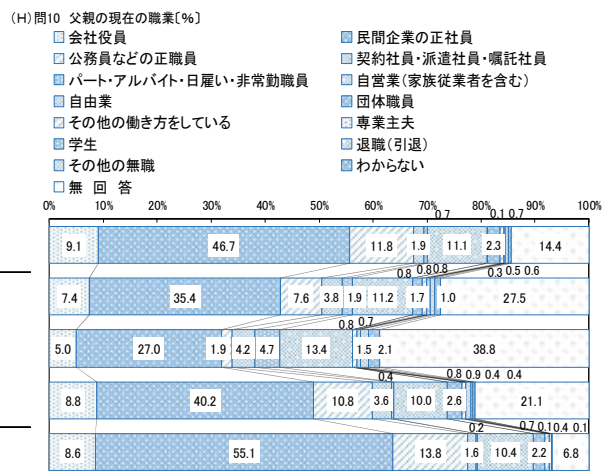 (H)問10 父親の現在の職業〔%〕
会社役員 民間企業の正社員
公務員などの正職員 契約社員・派遣社員・嘱託社員
パート・アルバイト・日雇い・非常勤職員 自営業(家族従業者を含む)
自由業 団体職員
その他の働き方をしている 専業主夫
学生 退職(引退)
その他の無職 わからない
無 回 答
0% 10% 20% 30% 40% 50% 60% 70% 80% 90% 100%
0.7 0.1 0.7
9.1 46.7 11.8 1.9 11.1 2.3 14.4
0.8 0.8 0.8 0.3 0.5 0.6
7.4 35.4 7.6 3.8 1.9 11.2 1.7 1.0 27.5
0.8 0.7
5.0 27.0 1.9 4.2 4.7 13.4 1.5 2.1 38.8
0.4 0.8 0.9 0.4 0.4
8.8 40.2 10.8 3.6 10.0 2.6 21.1
0.2 0.7 0.1 0.4 0.1
8.6 55.1 13.8 1.6 10.4 2.2 6.8